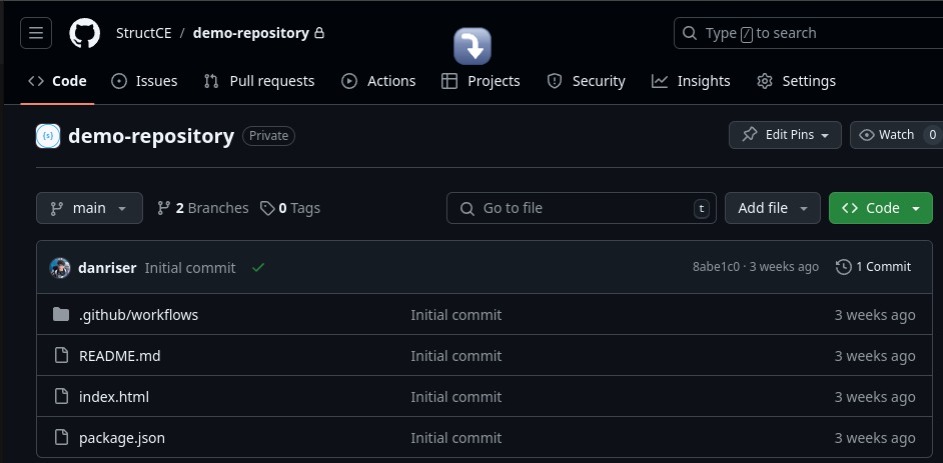 StructCE / demo-repository
Type / to search
Code Issues Pull requests Actions Projects Security Insights Settings
{s} demo-repository Private
Edit Pins Watch 0
main 2 Branches 0 Tags
Go to file t Add file <> Code
danriser Initial commit 8abe1c0 · 3 weeks ago 1 Commit
.github/workflows Initial commit 3 weeks ago
README.md Initial commit 3 weeks ago
index.html Initial commit 3 weeks ago
package.json Initial commit 3 weeks ago